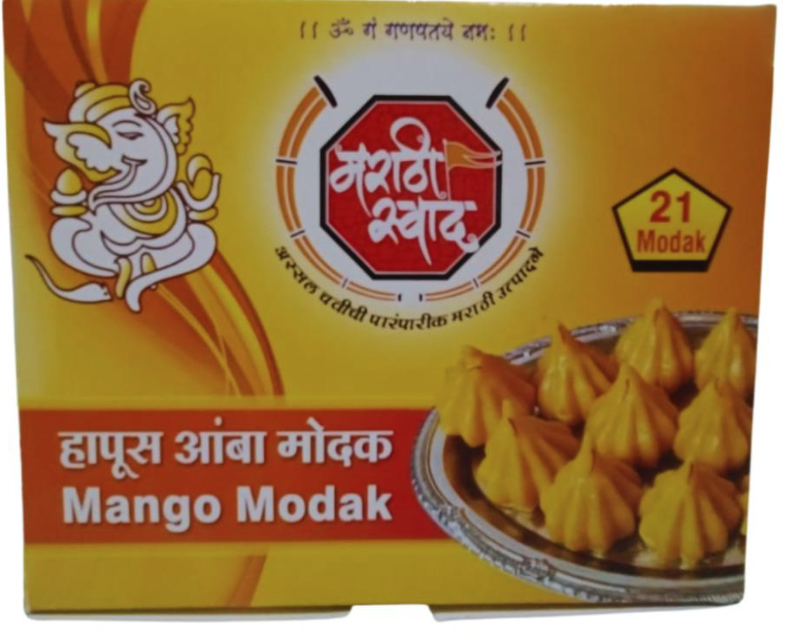 ।। ॐ गं गणपतये नमः ।।
मराठी
स्वाद
अस्सल चवीची पारंपारीक मराठी उत्पादने
21
Modak
हापूस आंबा मोदक
Mango Modak